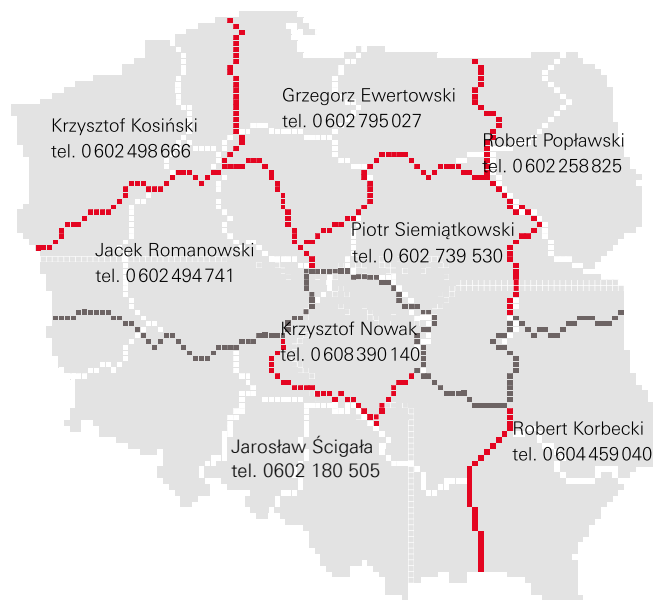 Grzegorz Ewertowski
tel. 0 602 795 027
Krzysztof Kosiński
tel. 0 602 498 666
Robert Popławski
tel. 0 602 258 825
Piotr Siemiątkowski
tel. 0 602 739 530
Jacek Romanowski
tel. 0 602 494 741
Krzysztof Nowak
tel. 0 608 390 140
Robert Korbecki
tel. 0 604 459 040
Jarosław Ścigała
tel. 0602 180 505